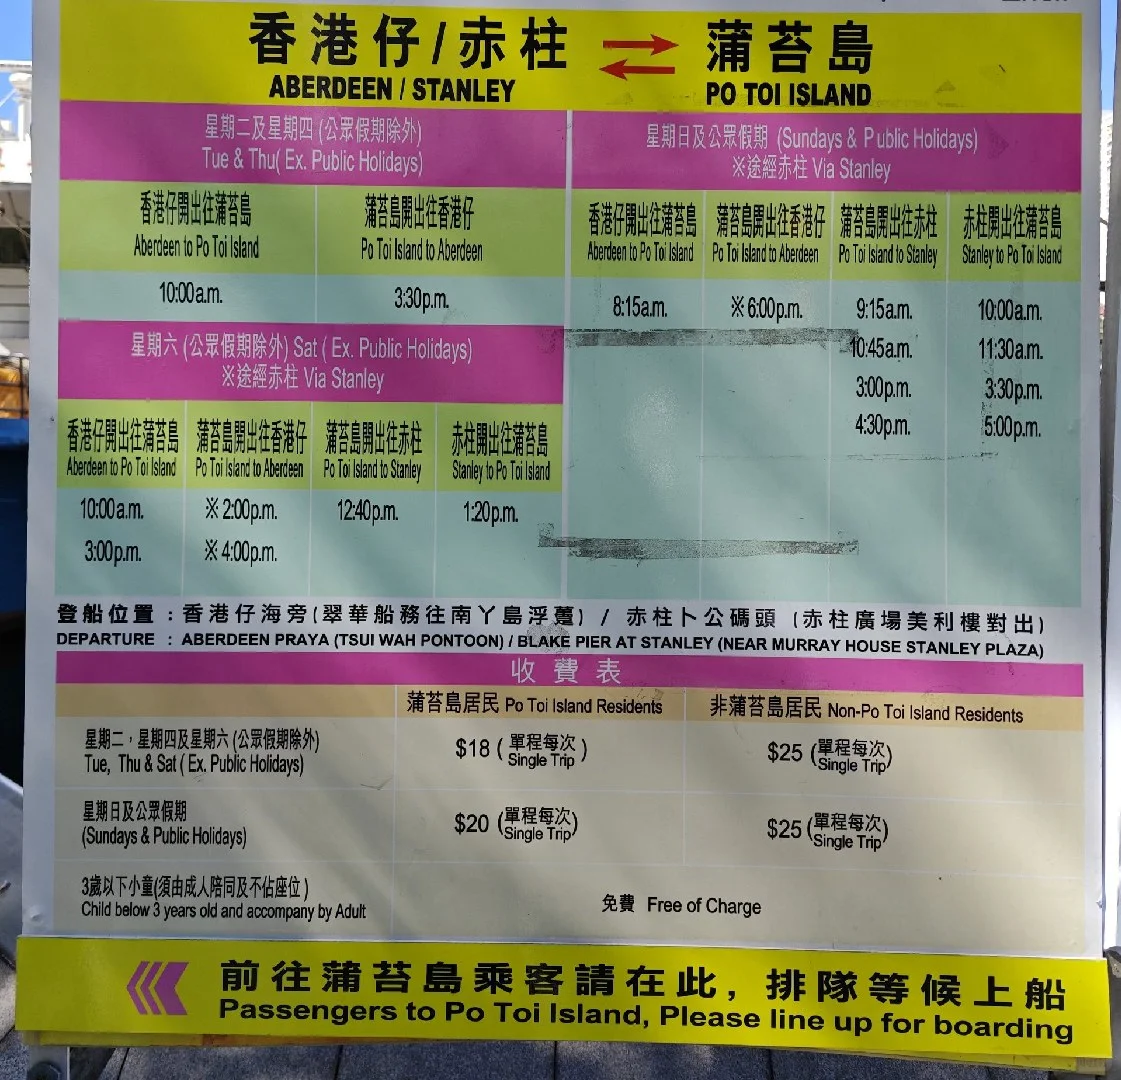 香港仔/赤柱 蒲苔島
ABERDEEN / STANLEY PO TOI ISLAND
星期二及星期四 (公眾假期除外)
Tue & Thu( Ex. Public Holidays)
香港仔開出往蒲苔島 蒲苔島開出往香港仔
Aberdeen to Po Toi Island Po Toi Island to Aberdeen
10:00a.m. 3:30p.m.
星期六 (公眾假期除外) Sat ( Ex. Public Holidays)
※途經赤柱 Via Stanley
香港仔開出往蒲苔島 蒲苔島開出往香港仔 蒲苔島開出往赤柱 赤柱開出往蒲苔島
Aberdeen to Po Toi Island Po Toi Island to Aberdeen Po Toi Island to Stanley Stanley to Po Toi Island
10:00a.m. ※ 2:00p.m. 12:40p.m. 1:20p.m.
3:00p.m. ※ 4:00p.m.
星期日及公眾假期 (Sundays & Public Holidays)
※途經赤柱 Via Stanley
香港仔開出往蒲苔島 蒲苔島開出往香港仔 蒲苔島開出往赤柱 赤柱開出往蒲苔島
Aberdeen to Po Toi Island Po Toi Island to Aberdeen Po Toi Island to Stanley Stanley to Po Toi Island
8:15a.m. ※ 6:00p.m. 9:15a.m. 10:00a.m.
10:45a.m. 11:30a.m.
3:00p.m. 3:30p.m.
4:30p.m. 5:00p.m.
登船位置 : 香港仔海旁(翠華船務往南丫島浮躉) / 赤柱卜公碼頭 (赤柱廣場美利樓對出)
DEPARTURE : ABERDEEN PRAYA (TSUI WAH PONTOON) / BLAKE PIER AT STANLEY (NEAR MURRAY HOUSE STANLEY PLAZA)
收費表
蒲苔島居民 Po Toi Island Residents 非蒲苔島居民 Non-Po Toi Island Residents
星期二，星期四及星期六 (公眾假期除外)
Tue, Thu & Sat ( Ex. Public Holidays)
$18 ( 單程每次 Single Trip ) $25 (單程每次 Single Trip)
星期日及公眾假期
(Sundays & Public Holidays)
$20 (單程每次 Single Trip) $25 (單程每次 Single Trip)
3歲以下小童(須由成人陪同及不佔座位 )
Child below 3 years old and accompany by Adult
免費 Free of Charge
前往蒲苔島乘客請在此, 排隊等候上船
Passengers to Po Toi Island, Please line up for boarding